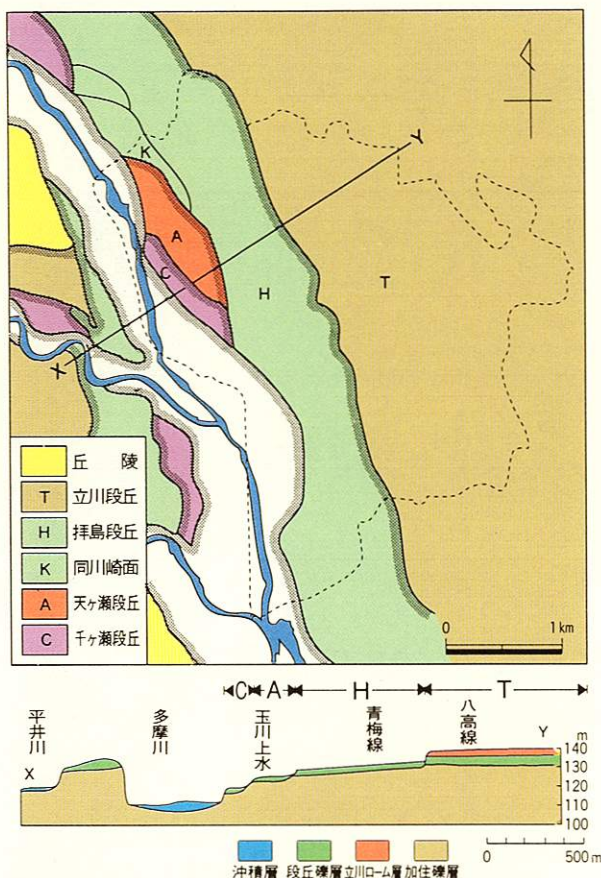 K
Y
A
C
H
T
X
丘 陵
T 立川段丘
H 拝島段丘
K 同川崎面
A 天ヶ瀬段丘
C 千ヶ瀬段丘
0 1km
C A H T
平井川
多摩川
玉川上水
青梅線
八高線
X
Y
m
140
130
120
110
100
沖積層 段丘礫層 立川ローム層 加住礫層
0 500m